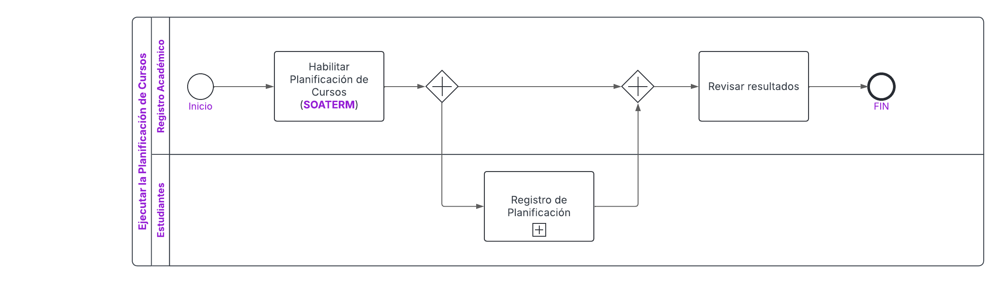 Ejecutar la Planificación de Cursos
Registro Académico
Inicio
Habilitar
Planificación de
Cursos
(SOATERM)
Revisar resultados
FIN
Estudiantes
Registro de
Planificación